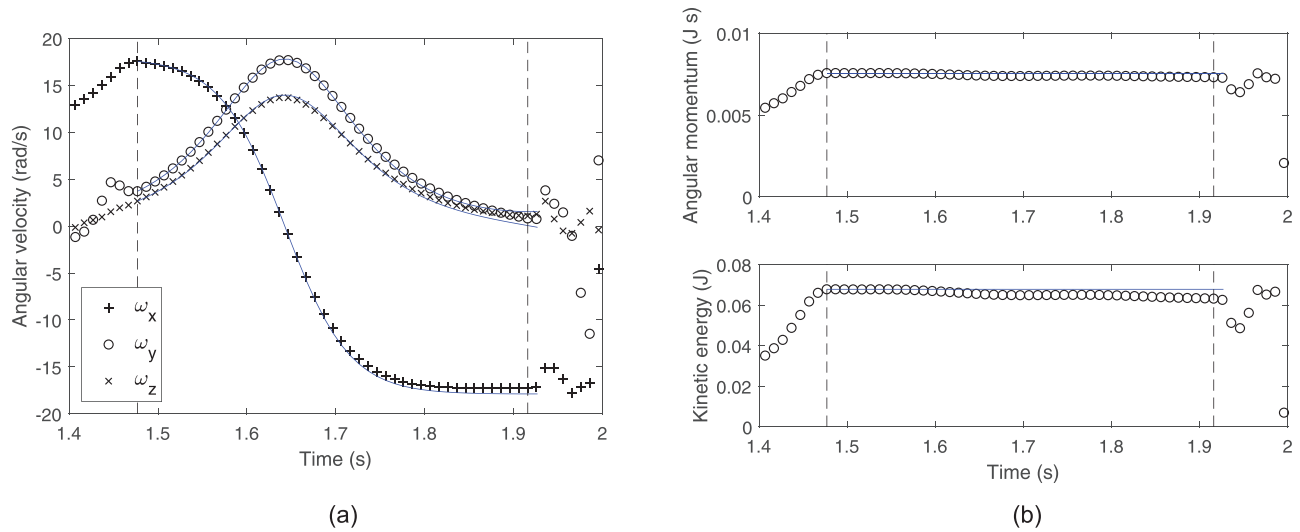 20
15
10
5
0
-5
-10
-15
-20
Angular velocity (rad/s)
ωx
ωy
ωz
1.4 1.5 1.6 1.7 1.8 1.9 2
Time (s)
(a)
0.01
0.005
0
Angular momentum (J s)
1.4 1.5 1.6 1.7 1.8 1.9 2
0.08
0.06
0.04
0.02
0
Kinetic energy (J)
1.4 1.5 1.6 1.7 1.8 1.9 2
Time (s)
(b)